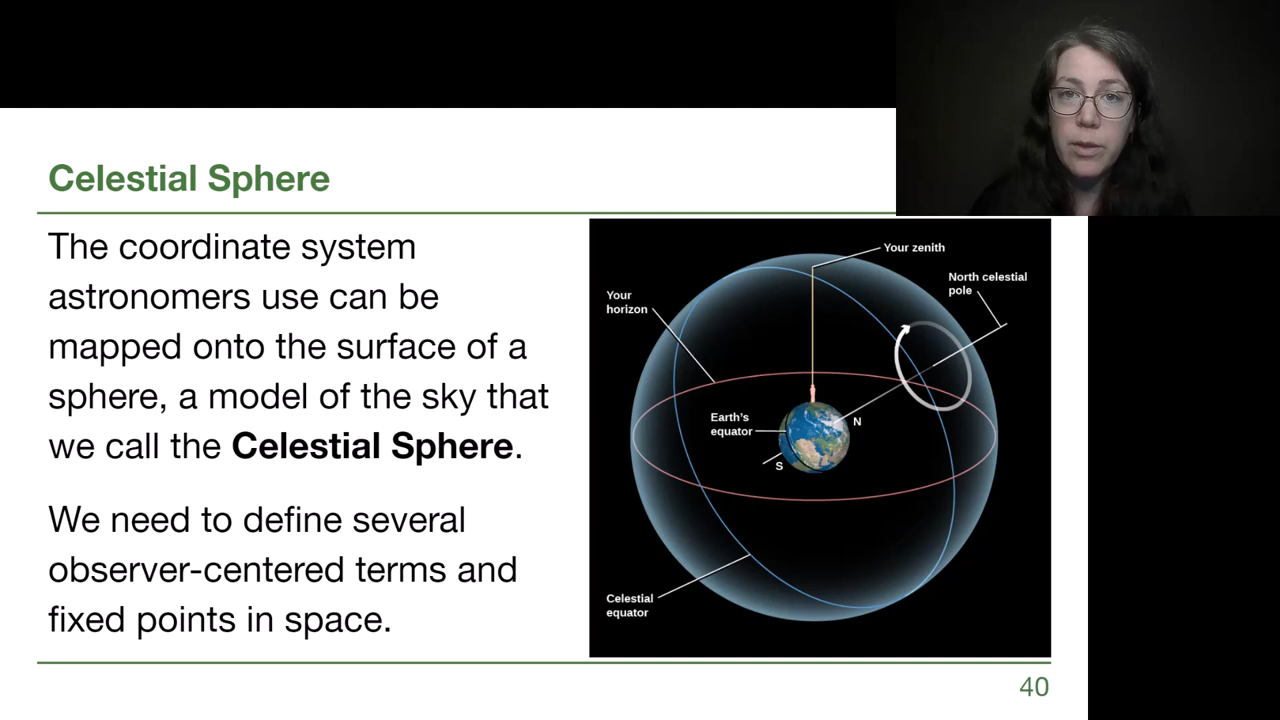 Celestial Sphere
The coordinate system
astronomers use can be
mapped onto the surface of a
sphere, a model of the sky that
we call the Celestial Sphere.
We need to define several
observer-centered terms and
fixed points in space.
Your zenith
North celestial
pole
Your
horizon
Earth's
equator
N
S
Celestial
equator
40